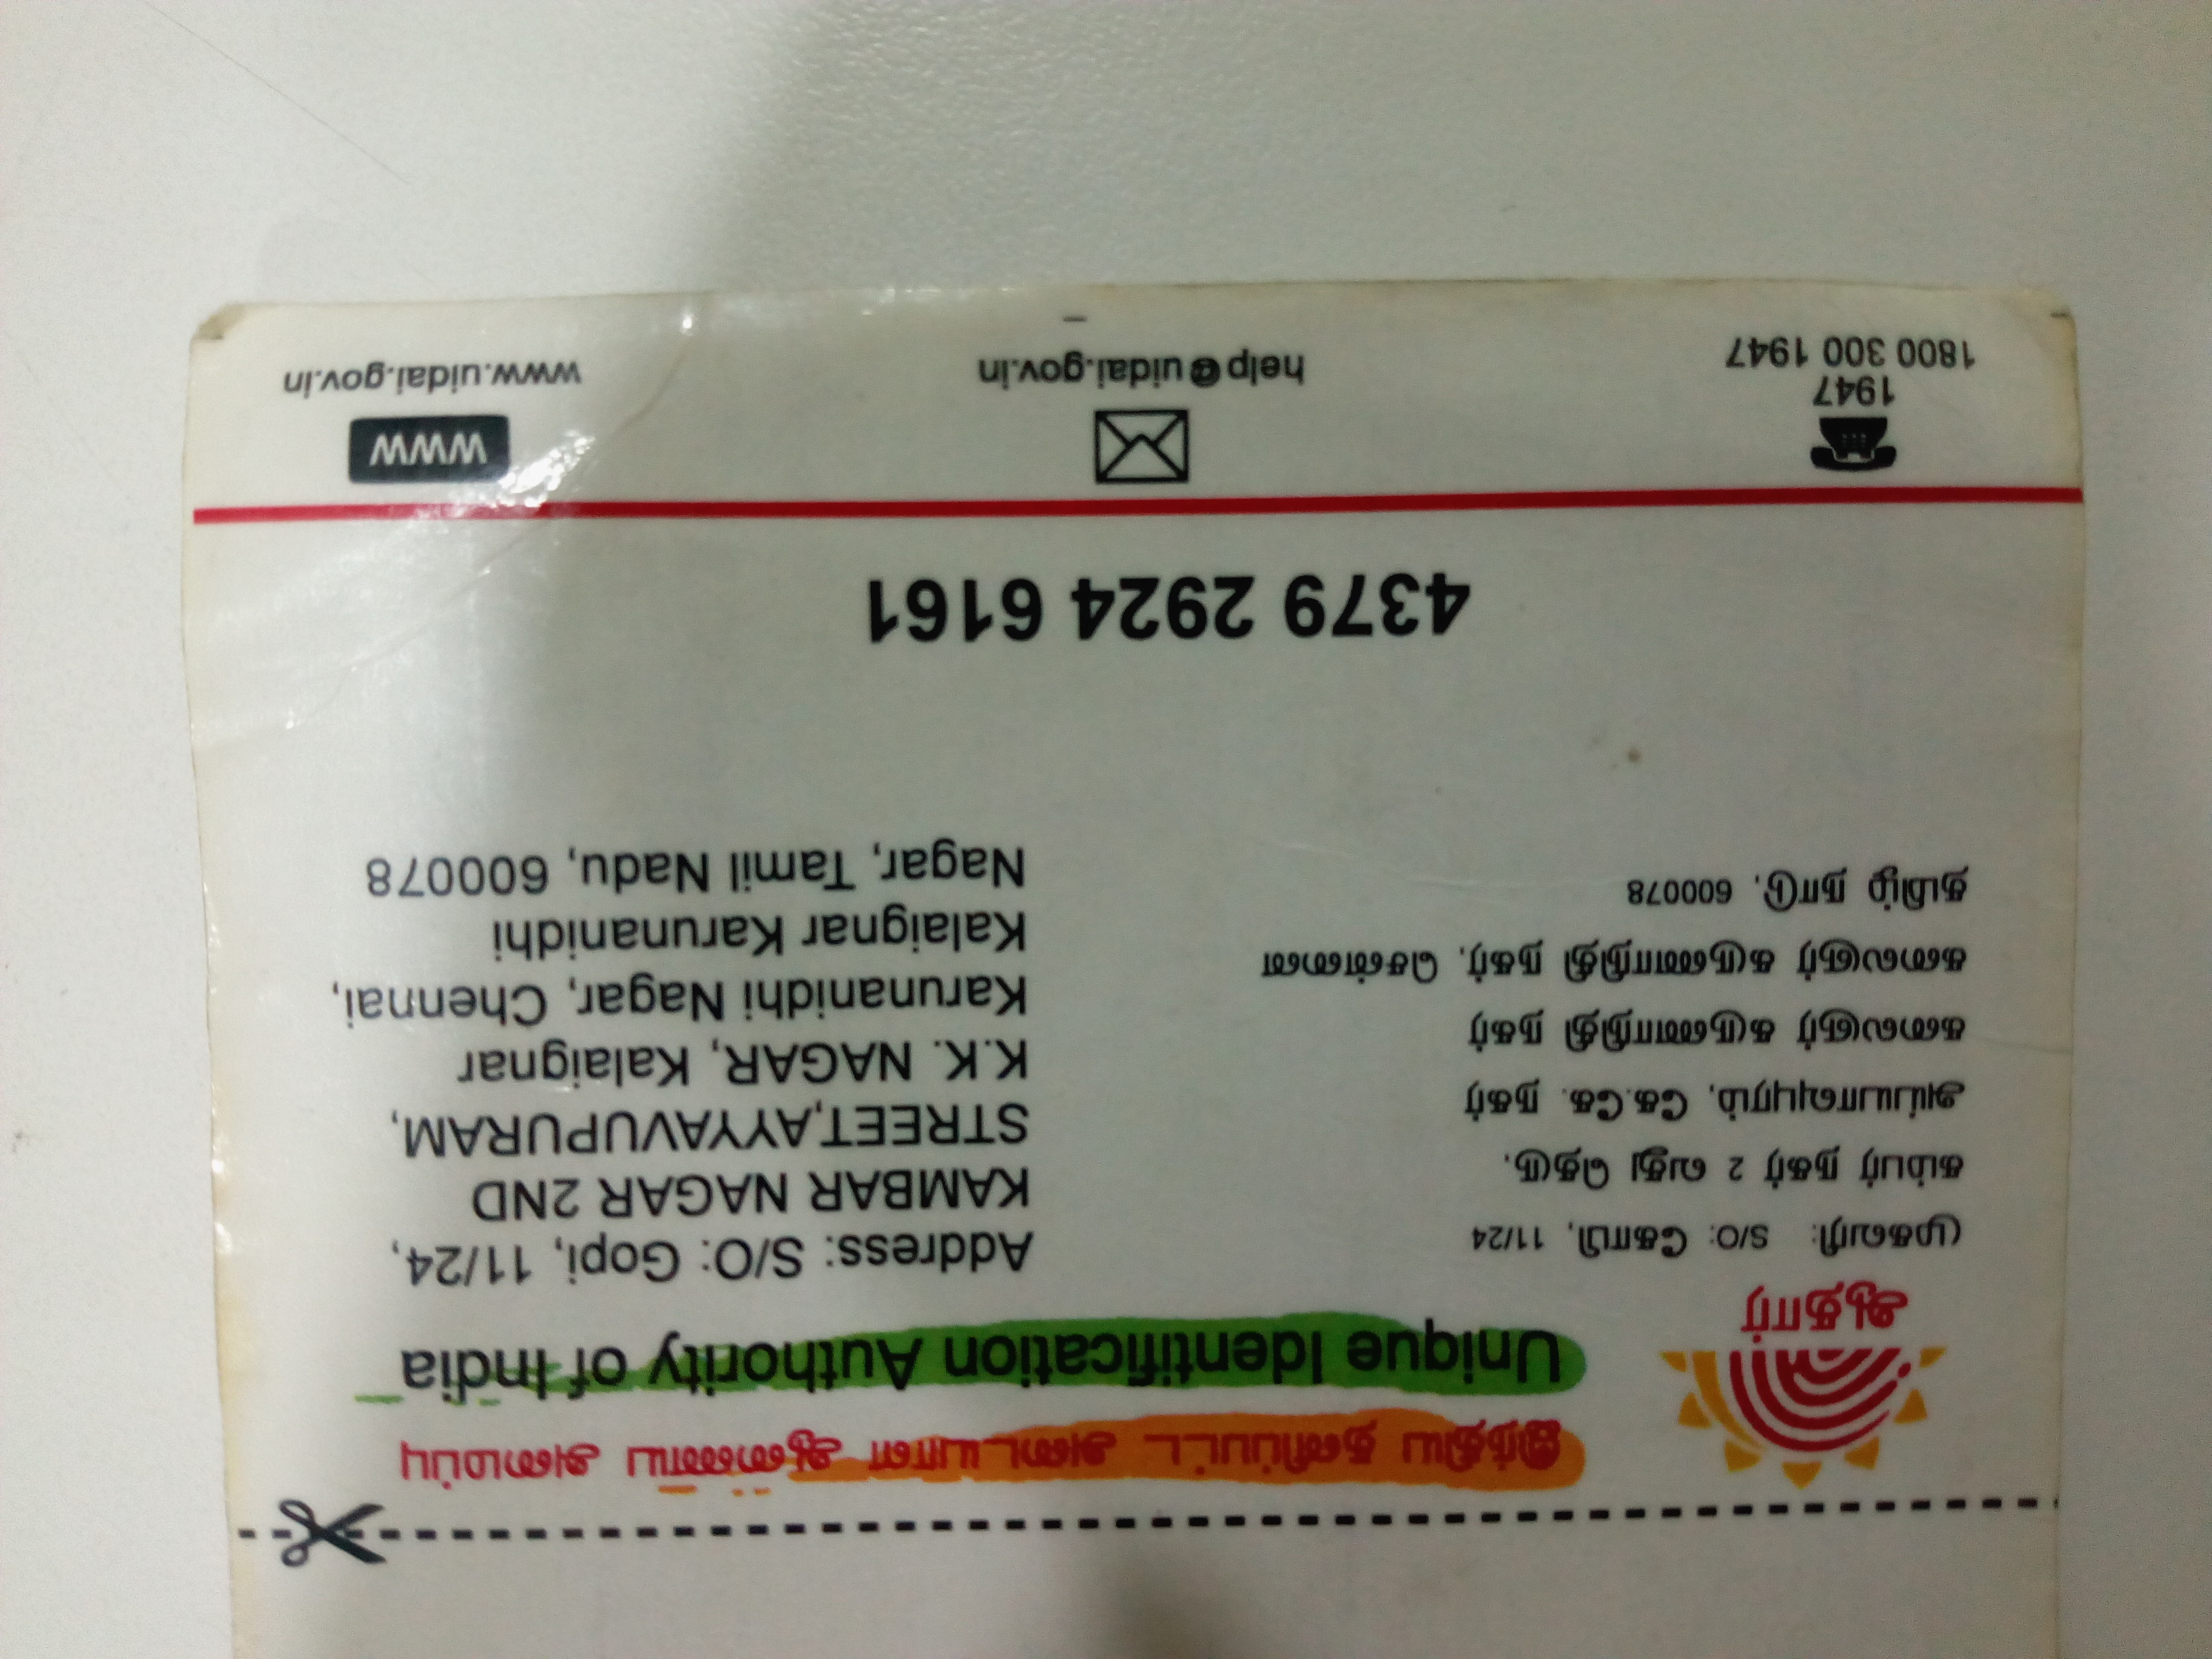 இந்திய தனிப்பட்ட அடையாள ஆணைய அமைப்பு
Unique Identification Authority of India
ஆதார்
முகவரி: S/O: கோபி, 11/24
கம்பர் நகர் 2 வது தெரு,
அய்யாவுபுரம், கே.கே. நகர்
கலைஞர் கருணாநிதி நகர்
கலைஞர் கருணாநிதி நகர், சென்னை
தமிழ் நாடு, 600078
Address: S/O: Gopi, 11/24,
KAMBAR NAGAR 2ND
STREET,AYYAVUPURAM,
K.K. NAGAR, Kalaignar
Karunanidhi Nagar, Chennai,
Kalaignar Karunanidhi
Nagar, Tamil Nadu, 600078
4379 2924 6161
1947
1800 300 1947
help@uidai.gov.in
WWW
www.uidai.gov.in